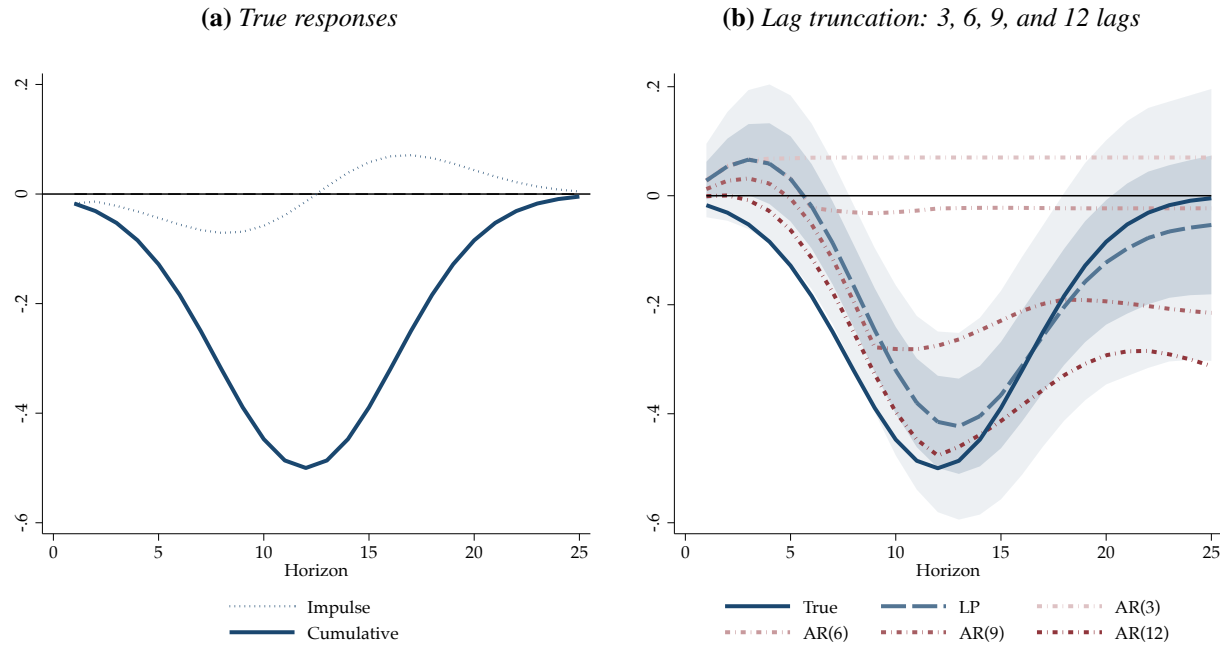 (a) True responses
.2
0
-.2
-.4
-.6
0 5 10 15 20 25
Horizon
Impulse
Cumulative
(b) Lag truncation: 3, 6, 9, and 12 lags
.2
0
-.2
-.4
-.6
0 5 10 15 20 25
Horizon
True LP AR(3)
AR(6) AR(9) AR(12)